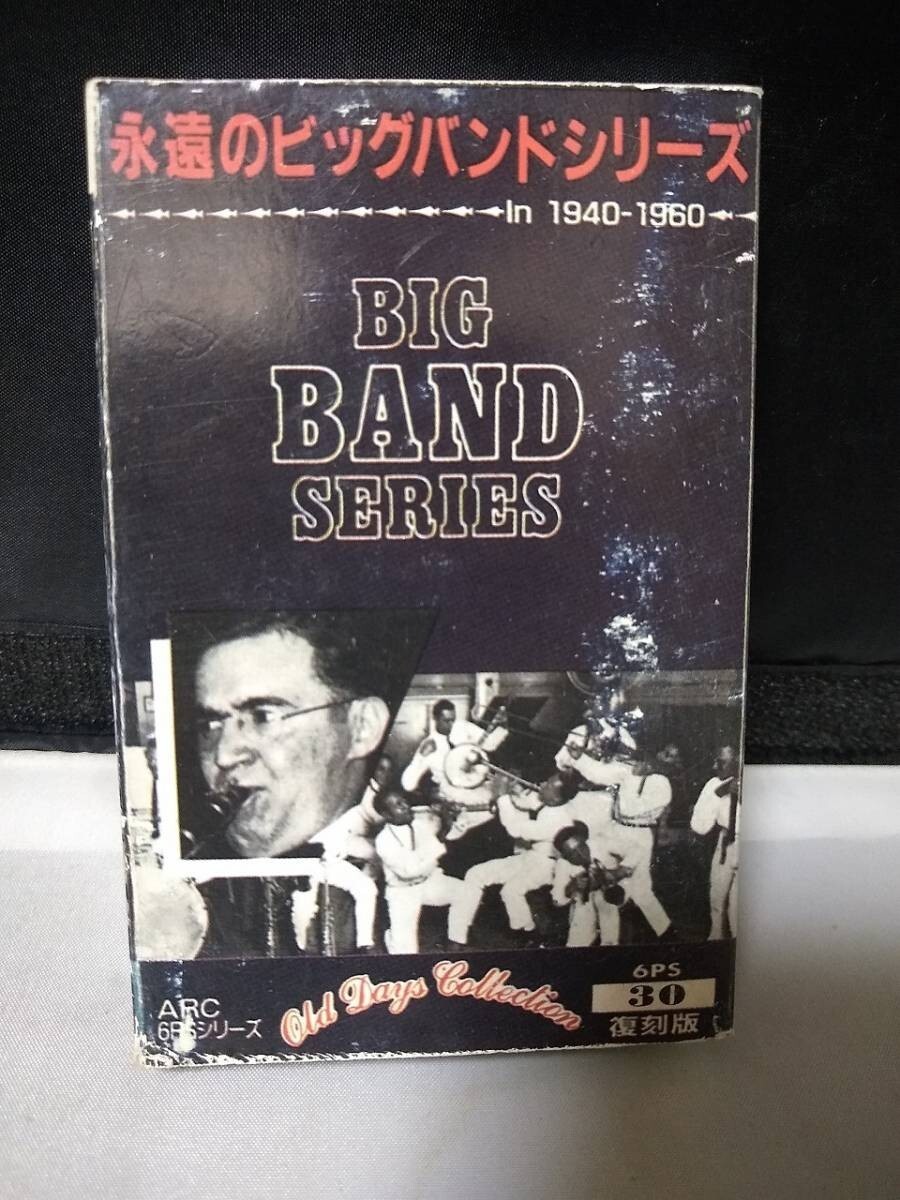 永遠のビッグバンドシリーズ
In 1940-1960
BIG
BAND
SERIES
Old Days Collection
ARC
6PSシリーズ
6PS
30
復刻版